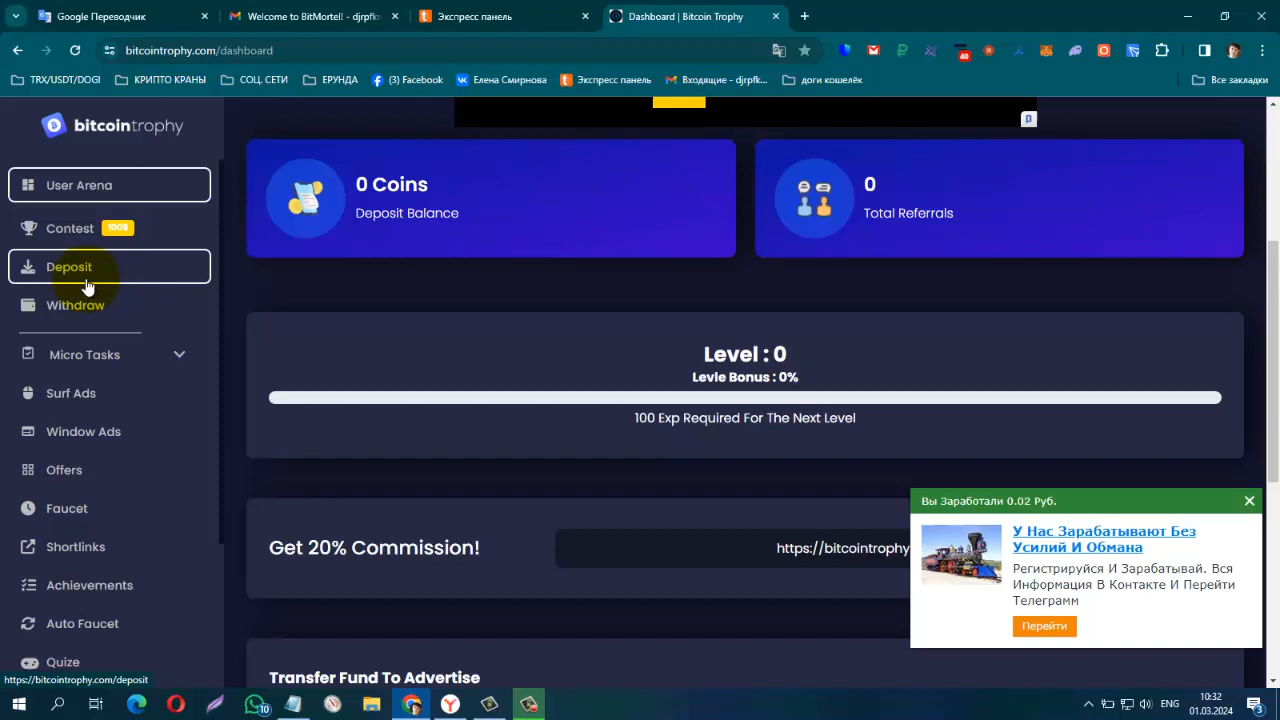 Google Переводчик
Welcome to BitMortel! - djrpfk
Экспресс панель
Dashboard | Bitcoin Trophy
bitcointrophy.com/dashboard
40
TRX/USDT/DOGI
КРИПТО КРАНЫ
СОЦ. СЕТИ
ЕРУНДА
(3) Facebook
Елена Смирнова
Экспресс панель
Входящие - djrpfk...
доги кошелёк
Все закладки
bitcointrophy
User Arena
Contest 100$
Deposit
Withdraw
Micro Tasks
Surf Ads
Window Ads
Offers
Faucet
Shortlinks
Achievements
Auto Faucet
Quize
0 Coins
Deposit Balance
0
Total Referrals
Level : 0
Levle Bonus : 0%
100 Exp Required For The Next Level
Get 20% Commission!
https://bitcointrophy
Transfer Fund To Advertise
Вы Заработали 0.02 Руб.
У Нас Зарабатывают Без
Усилий И Обмана
Регистрируйся И Зарабатывай. Вся
Информация В Контакте И Перейти
Телеграмм
Перейти
https://bitcointrophy.com/deposit
10
ENG
10:32
01.03.2024
3